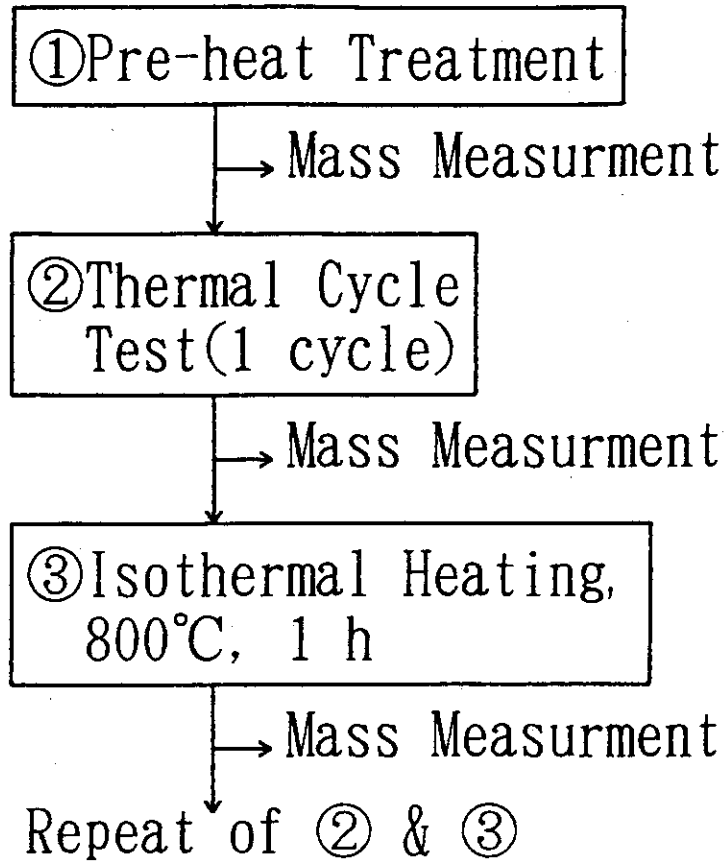 ①Pre-heat Treatment
Mass Measurment
②Thermal Cycle
Test(1 cycle)
Mass Measurment
③Isothermal Heating,
800℃, 1 h
Mass Measurment
Repeat of ② & ③